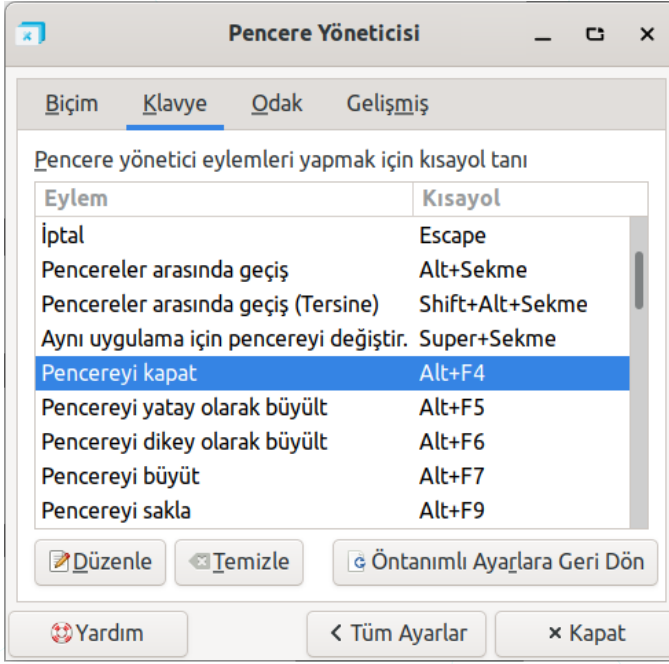 Pencere Yöneticisi
Biçim Klavye Odak Gelişmiş
Pencere yönetici eylemleri yapmak için kısayol tanı
Eylem Kısayol
İptal Escape
Pencereler arasında geçiş Alt+Sekme
Pencereler arasında geçiş (Tersine) Shift+Alt+Sekme
Aynı uygulama için pencereyi değiştir. Super+Sekme
Pencereyi kapat Alt+F4
Pencereyi yatay olarak büyült Alt+F5
Pencereyi dikey olarak büyült Alt+F6
Pencereyi büyüt Alt+F7
Pencereyi sakla Alt+F9
Düzenle Temizle Öntanımlı Ayarlara Geri Dön
Yardım Tüm Ayarlar Kapat